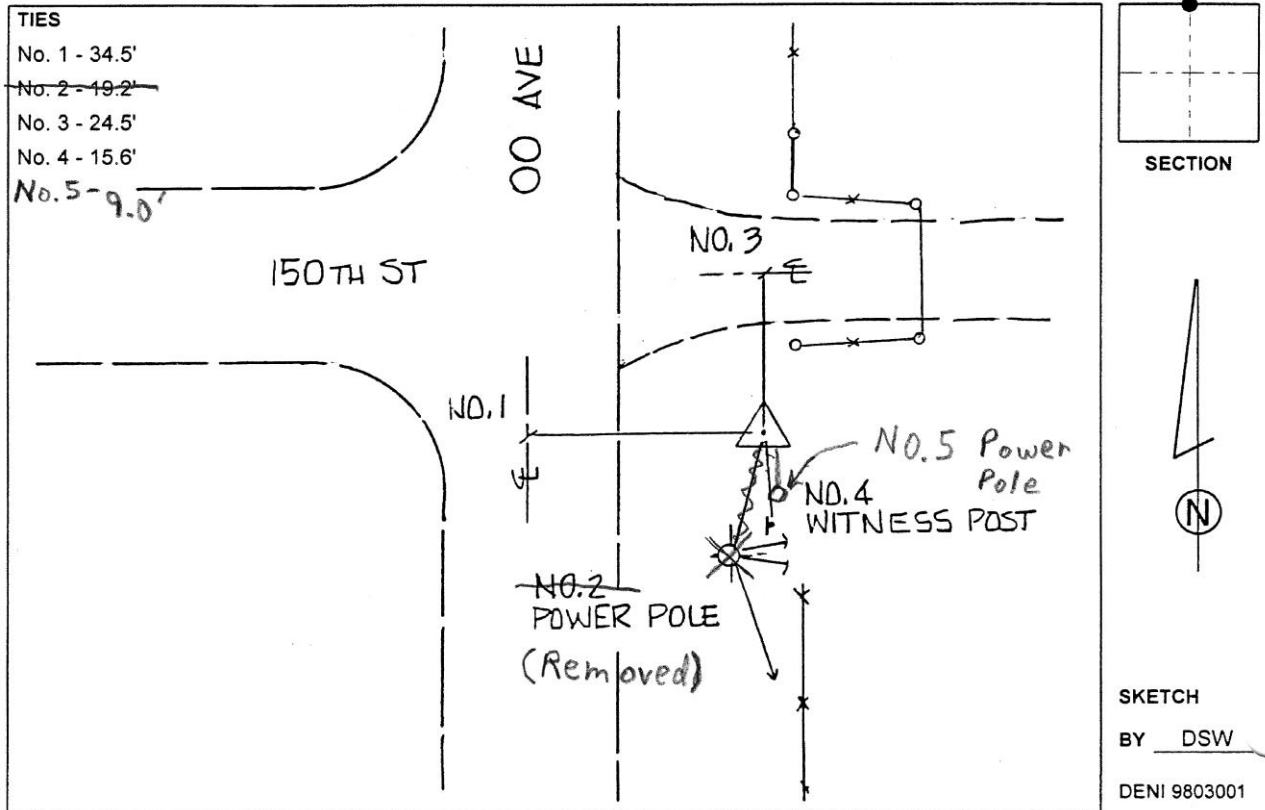 TIES
No. 1 - 34.5'
No. 2 - 19.2'
No. 3 - 24.5'
No. 4 - 15.6'
No. 5 - 9.0'
OO AVE
150TH ST
NO. 3
℄
NO. 1
℄
NO. 5 Power
Pole
NO. 4
WITNESS POST
NO. 2
POWER POLE
(Removed)
SECTION
N
SKETCH
BY DSW
DENI 9803001